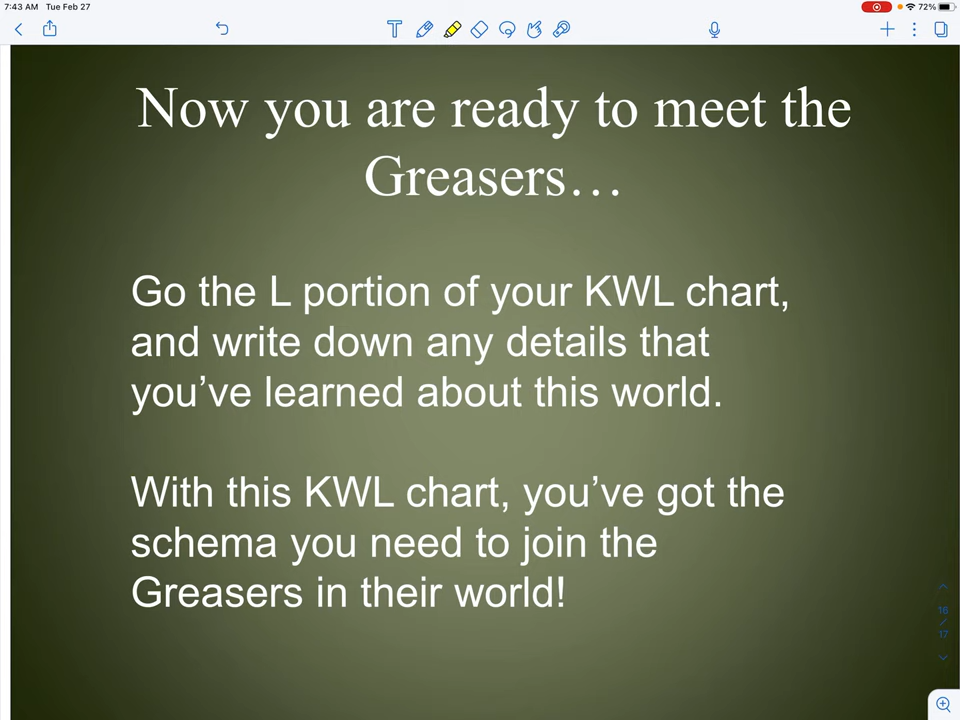 7:43 AM Tue Feb 27
72%
Now you are ready to meet the
Greasers…
Go the L portion of your KWL chart,
and write down any details that
you’ve learned about this world.
With this KWL chart, you’ve got the
schema you need to join the
Greasers in their world!
16
/
17